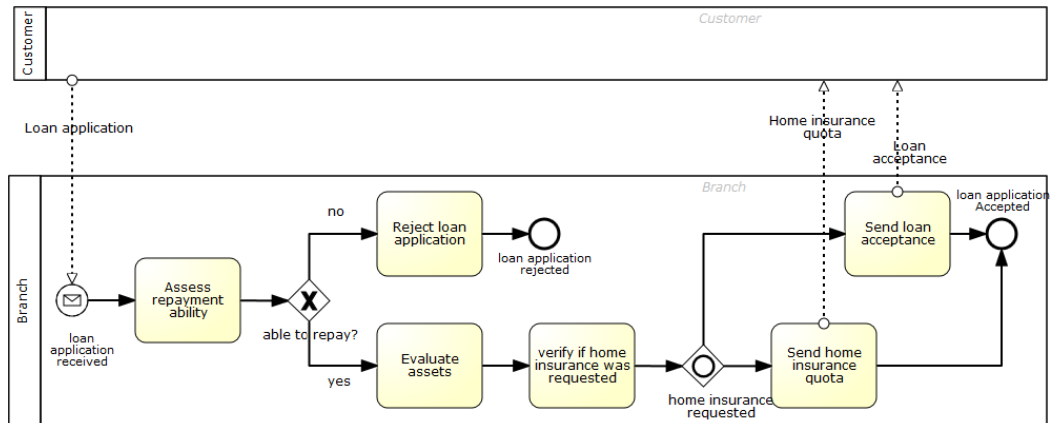 Customer
Customer
Loan application
Home insurance
quota
Loan
acceptance
Branch
Branch
loan application
Accepted
no
Reject loan
application
loan application
rejected
Send loan
acceptance
Assess
repayment
ability
loan
application
received
able to repay?
yes
Evaluate
assets
verify if home
insurance was
requested
home insurance
requested
Send home
insurance
quota